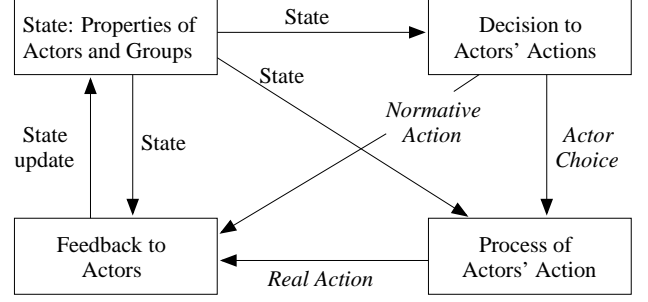 State: Properties of
Actors and Groups
State
Decision to
Actors’ Actions
State
Normative
Action
State
update
State
Actor
Choice
Feedback to
Actors
Real Action
Process of
Actors’ Action